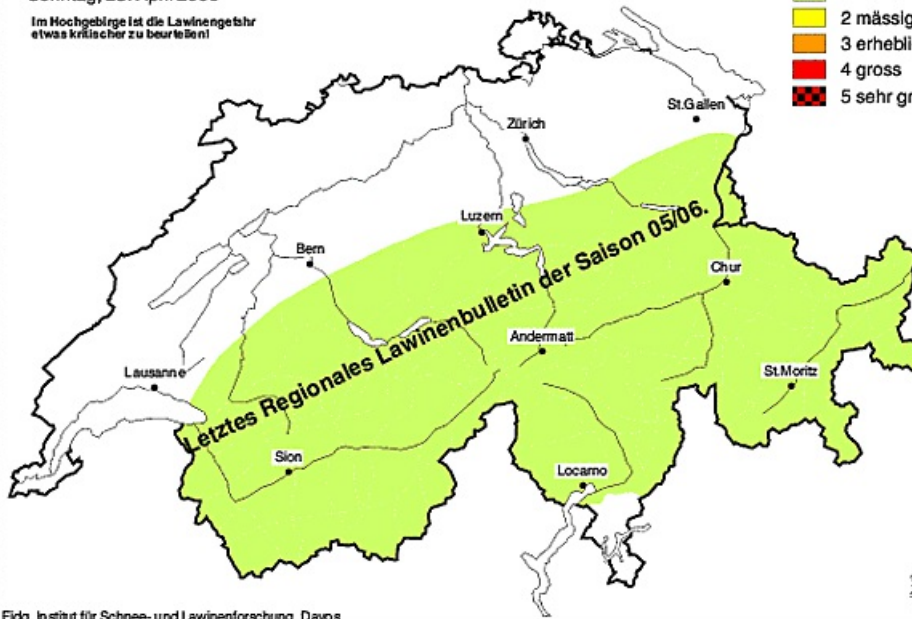 Im Hochgebirge ist die Lawinengefahr
etwas kritischer zu beurteilen!
2 mässig
3 erhebli
4 gross
5 sehr gr
St.Gallen
Zürich
Luzern
Bern
Letztes Regionales Lawinenbulletin der Saison 05/06.
Chur
Andermatt
Lausanne
St.Moritz
Sion
Locarno
Eidg. Institut für Schnee- und Lawinenforschung, Davos